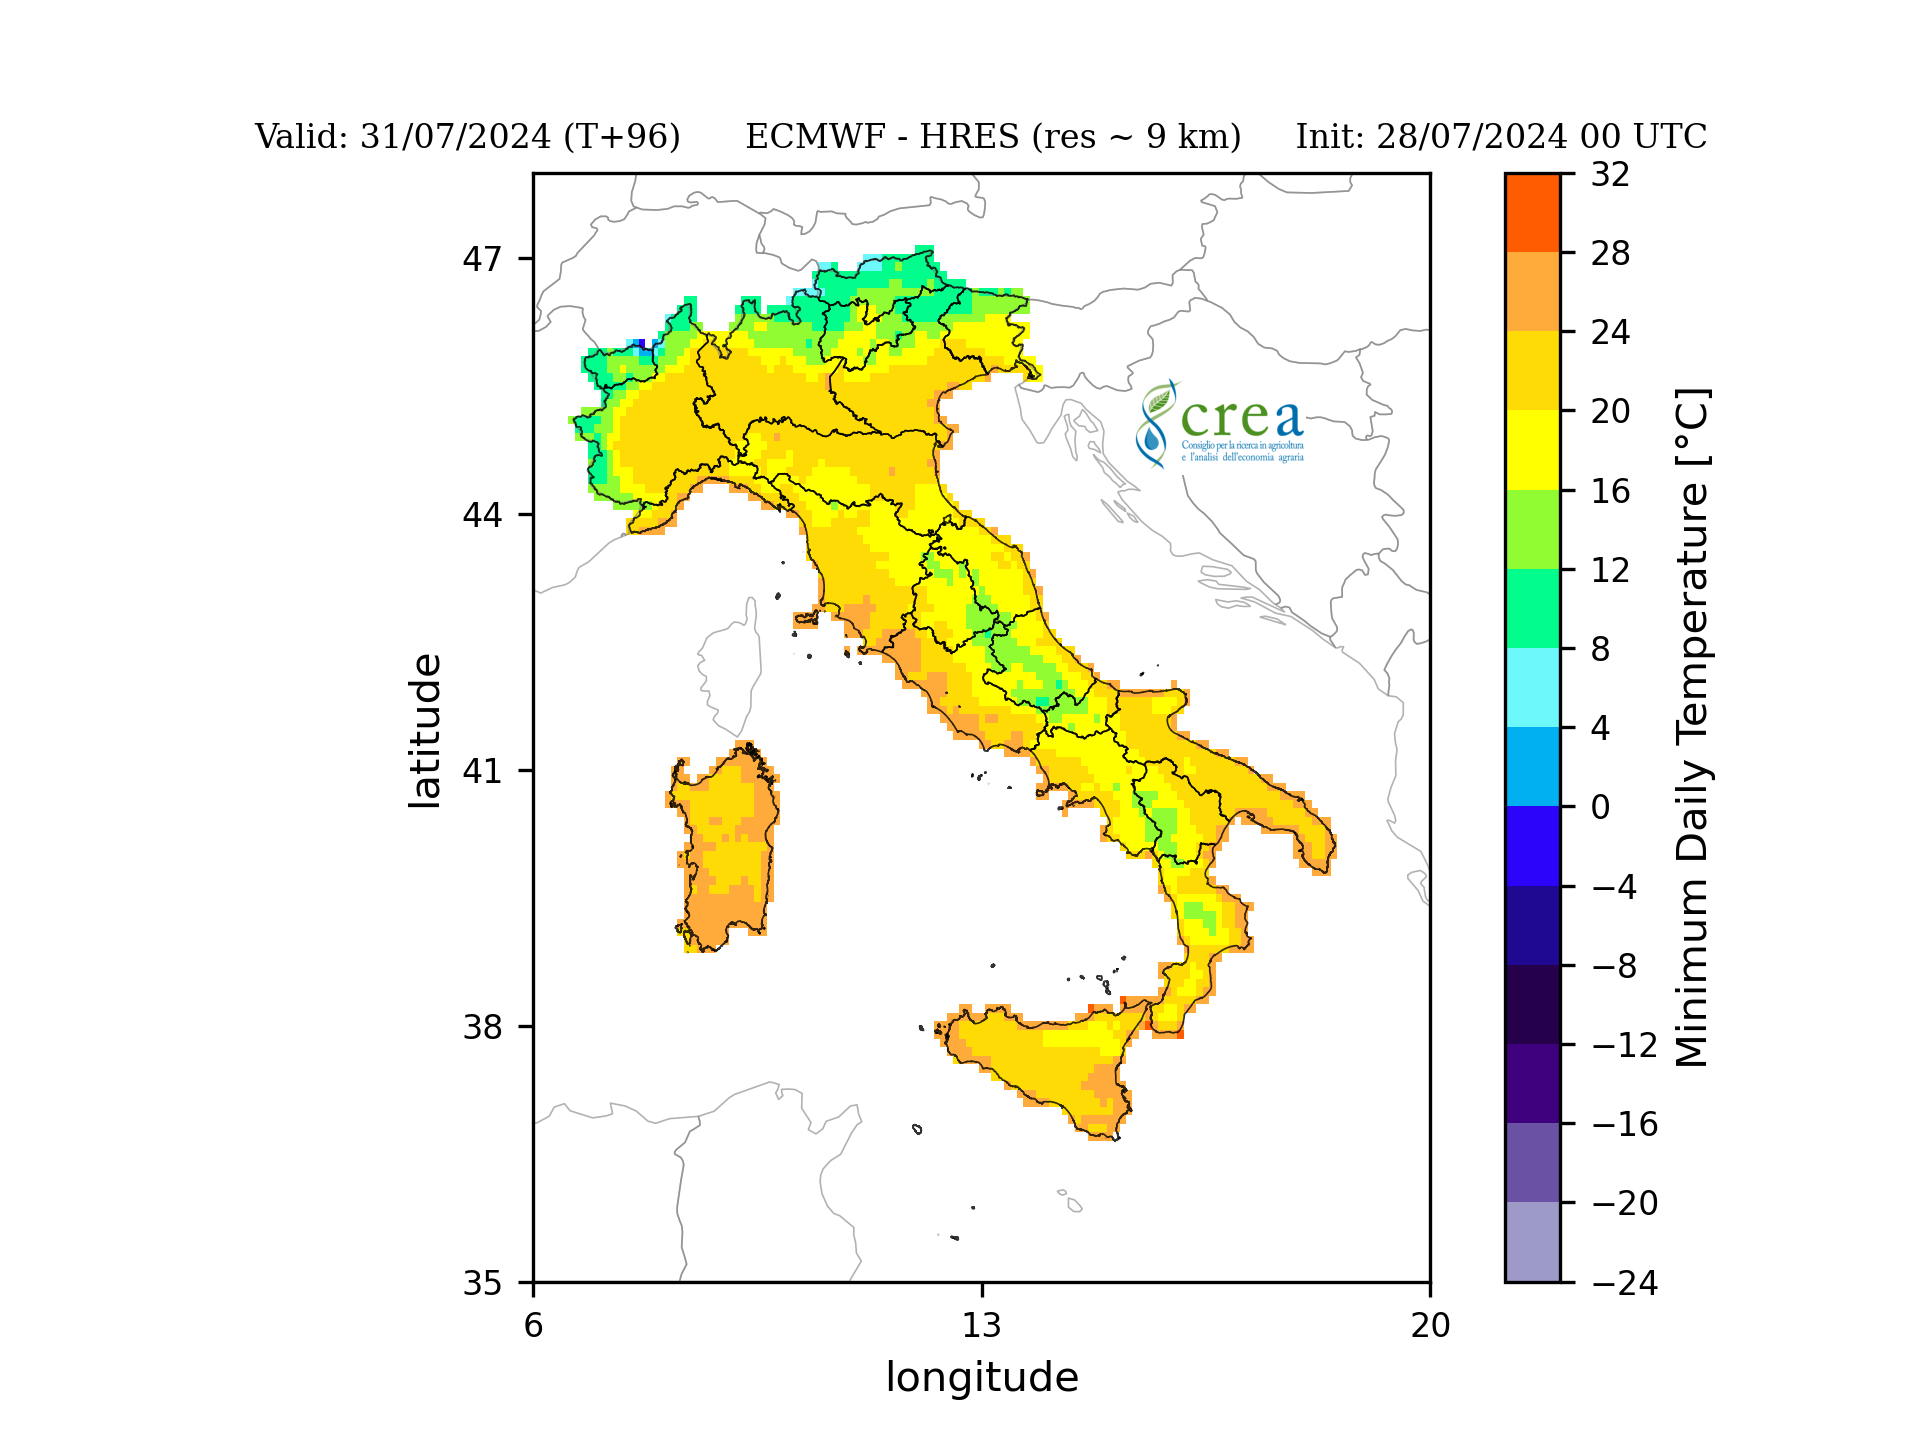 Valid: 31/07/2024 (T+96) ECMWF - HRES (res ~ 9 km) Init: 28/07/2024 00 UTC
47
44
41
38
35
latitude
6 13 20
longitude
crea
Consiglio per la ricerca in agricoltura
e l'analisi dell'economia agraria
32
28
24
20
16
12
8
4
0
−4
−8
−12
−16
−20
−24
Minimum Daily Temperature [°C]